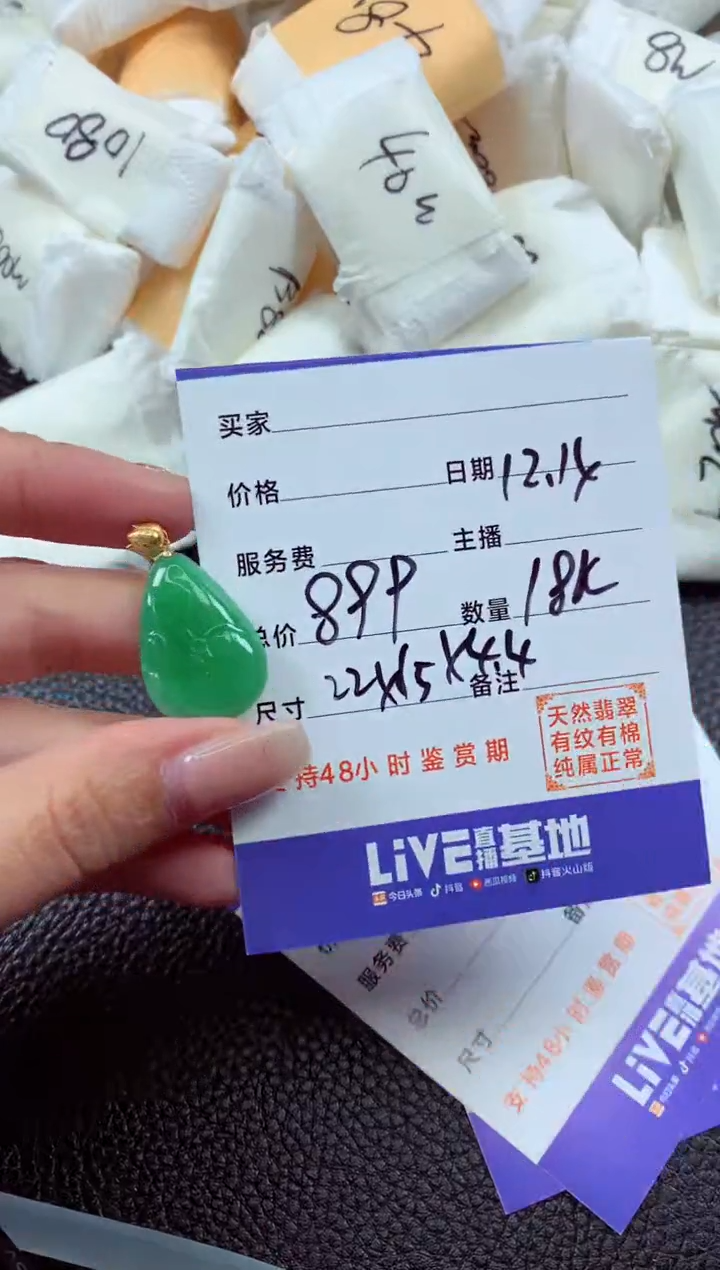 1080
48m
买家
价格
日期 12.14
服务费
主播
总价 899
数量 18K
尺寸 22X15X4.4
备注
持48小时鉴赏期
天然翡翠
有纹有棉
纯属正常
LiVE直播基地
今日头条 抖音 西瓜视频 抖音火山版
服务费
总价
尺寸
支持48小时鉴赏期
LiVE直播基地